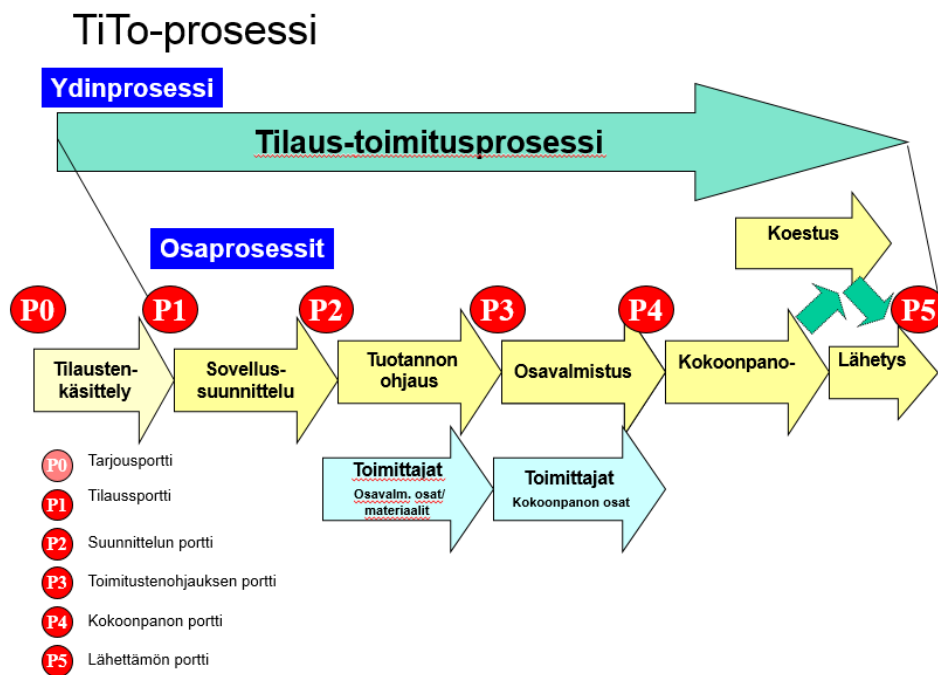 TiTo-prosessi
Ydinprosessi
Tilaus-toimitusprosessi
Koestus
Osaprosessit
P0
P1
P2
P3
P4
P5
Tilausten-
käsittely
Sovellus-
suunnittelu
Tuotannon
ohjaus
Osavalmistus
Kokoonpano-
Lähetys
Toimittajat
Osavalm. osat/
materiaalit
Toimittajat
Kokoonpanon osat
P0 Tarjousportti
P1 Tilaussportti
P2 Suunnittelun portti
P3 Toimitustenohjauksen portti
P4 Kokoonpanon portti
P5 Lähettämön portti